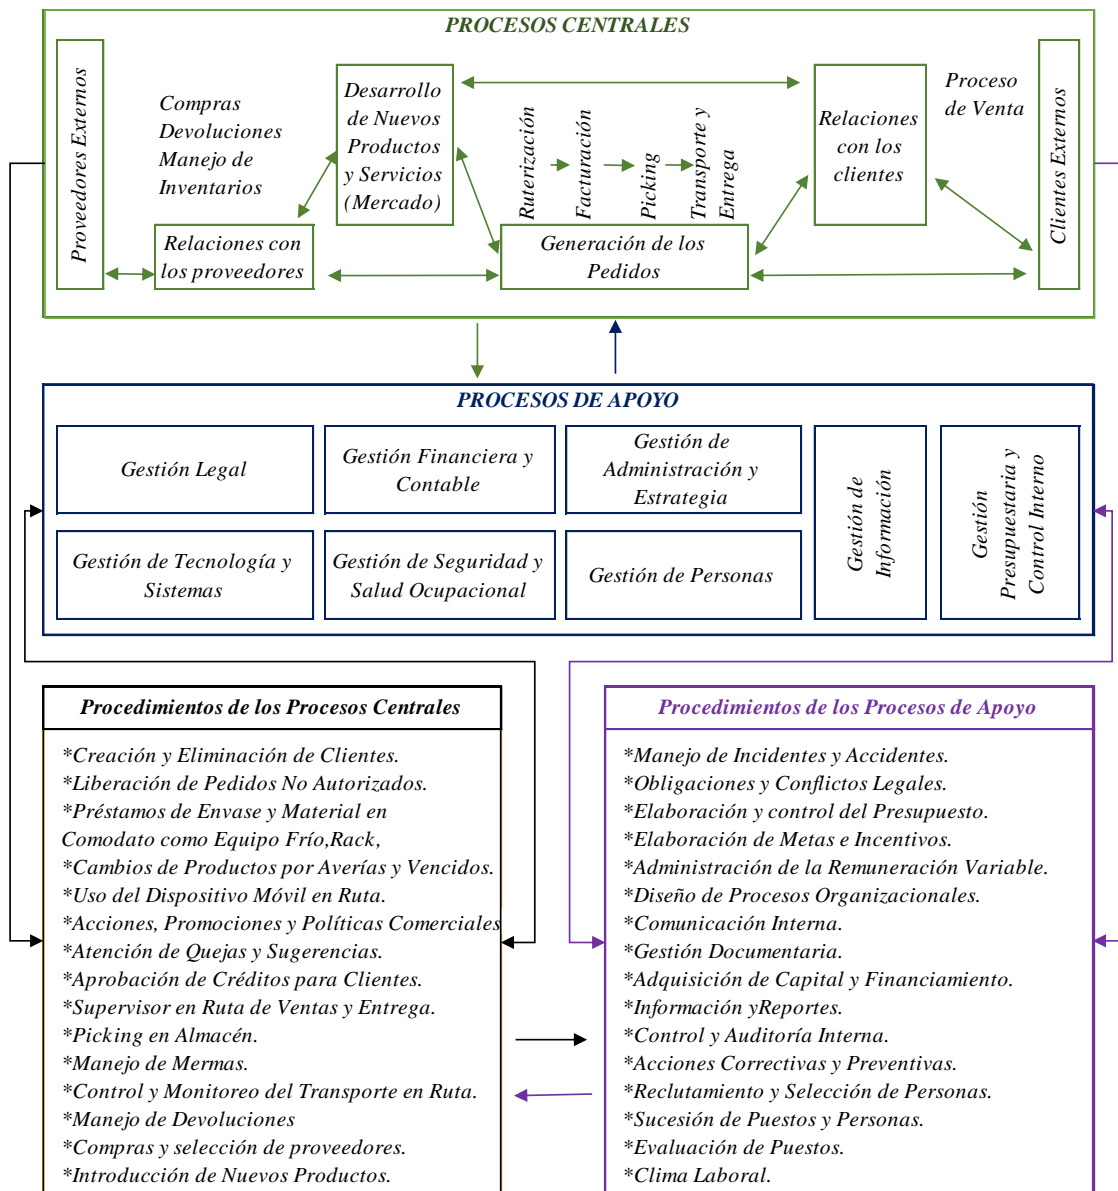 PROCESOS CENTRALES
Proveedores Externos
Compras
Devoluciones
Manejo de
Inventarios
Relaciones con
los proveedores
Desarrollo
de Nuevos
Productos
y Servicios
(Mercado)
Ruterización
Facturación
Picking
Transporte y
Entrega
Generación de los
Pedidos
Relaciones
con los
clientes
Proceso
de Venta
Clientes Externos
PROCESOS DE APOYO
Gestión Legal
Gestión Financiera y
Contable
Gestión de
Administración y
Estrategia
Gestión de Tecnología y
Sistemas
Gestión de Seguridad y
Salud Ocupacional
Gestión de Personas
Gestión de
Información
Gestión
Presupuestaria y
Control Interno
Procedimientos de los Procesos Centrales
*Creación y Eliminación de Clientes.
*Liberación de Pedidos No Autorizados.
*Préstamos de Envase y Material en
Comodato como Equipo Frío,Rack,
*Cambios de Productos por Averías y Vencidos.
*Uso del Dispositivo Móvil en Ruta.
*Acciones, Promociones y Políticas Comerciales
*Atención de Quejas y Sugerencias.
*Aprobación de Créditos para Clientes.
*Supervisor en Ruta de Ventas y Entrega.
*Picking en Almacén.
*Manejo de Mermas.
*Control y Monitoreo del Transporte en Ruta.
*Manejo de Devoluciones
*Compras y selección de proveedores.
*Introducción de Nuevos Productos.
Procedimientos de los Procesos de Apoyo
*Manejo de Incidentes y Accidentes.
*Obligaciones y Conflictos Legales.
*Elaboración y control del Presupuesto.
*Elaboración de Metas e Incentivos.
*Administración de la Remuneración Variable.
*Diseño de Procesos Organizacionales.
*Comunicación Interna.
*Gestión Documentaria.
*Adquisición de Capital y Financiamiento.
*Información yReportes.
*Control y Auditoría Interna.
*Acciones Correctivas y Preventivas.
*Reclutamiento y Selección de Personas.
*Sucesión de Puestos y Personas.
*Evaluación de Puestos.
*Clima Laboral.